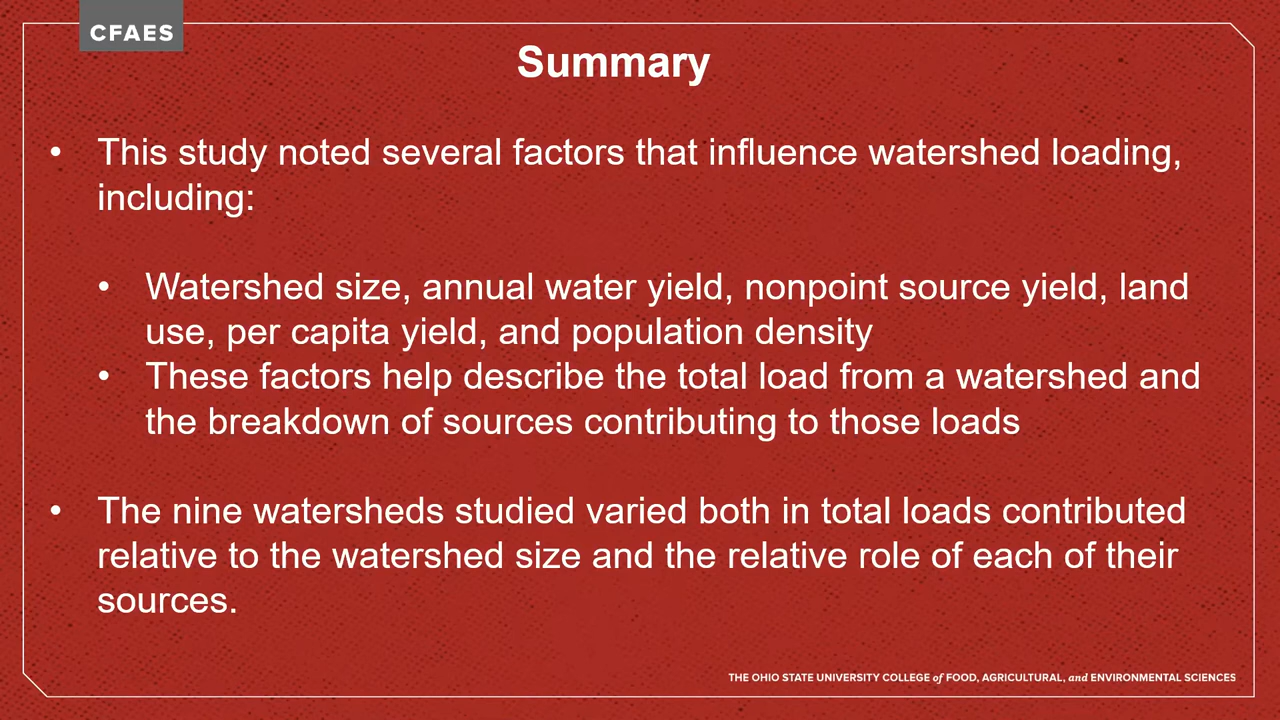 CFAES
Summary
• This study noted several factors that influence watershed loading,
including:
• Watershed size, annual water yield, nonpoint source yield, land
use, per capita yield, and population density
• These factors help describe the total load from a watershed and
the breakdown of sources contributing to those loads
• The nine watersheds studied varied both in total loads contributed
relative to the watershed size and the relative role of each of their
sources.
THE OHIO STATE UNIVERSITY COLLEGE of FOOD, AGRICULTURAL, and ENVIRONMENTAL SCIENCES